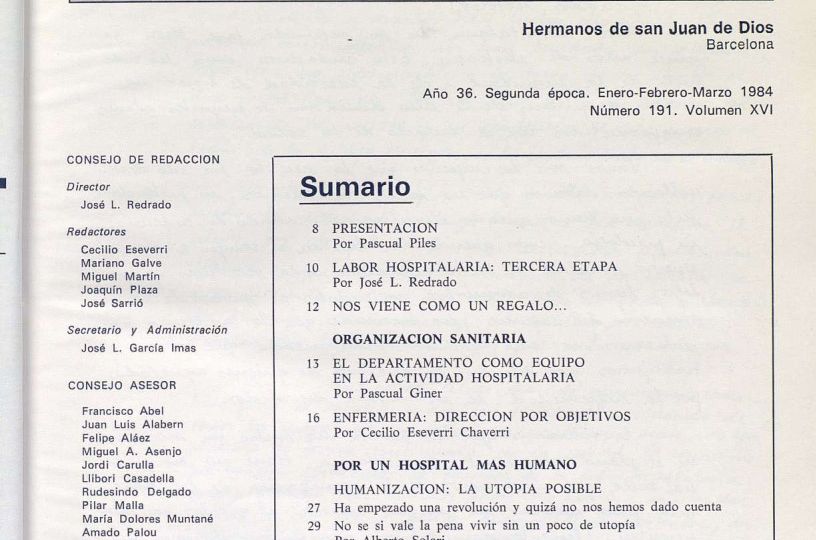 Hermanos de san Juan de Dios
Barcelona
Año 36. Segunda época. Enero-Febrero-Marzo 1984
Número 191. Volumen XVI
CONSEJO DE REDACCION
Director
José L. Redrado
Redactores
Cecilio Eseverri
Mariano Galve
Miguel Martín
Joaquín Plaza
José Sarrió
Secretario y Administración
José L. García Imas
CONSEJO ASESOR
Francisco Abel
Juan Luis Alabern
Felipe Aláez
Miguel A. Asenjo
Jordi Carulla
Llibori Casadella
Rudesindo Delgado
Pilar Malla
María Dolores Muntané
Amado Palou
Sumario
8 PRESENTACION
Por Pascual Piles
10 LABOR HOSPITALARIA: TERCERA ETAPA
Por José L. Redrado
12 NOS VIENE COMO UN REGALO...
ORGANIZACION SANITARIA
13 EL DEPARTAMENTO COMO EQUIPO
EN LA ACTIVIDAD HOSPITALARIA
Por Pascual Giner
16 ENFERMERIA: DIRECCION POR OBJETIVOS
Por Cecilio Eseverri Chaverri
POR UN HOSPITAL MAS HUMANO
HUMANIZACION: LA UTOPIA POSIBLE
27 Ha empezado una revolución y quizá no nos hemos dado cuenta
29 No se si vale la pena vivir sin un poco de utopía
Por Alberto Solari